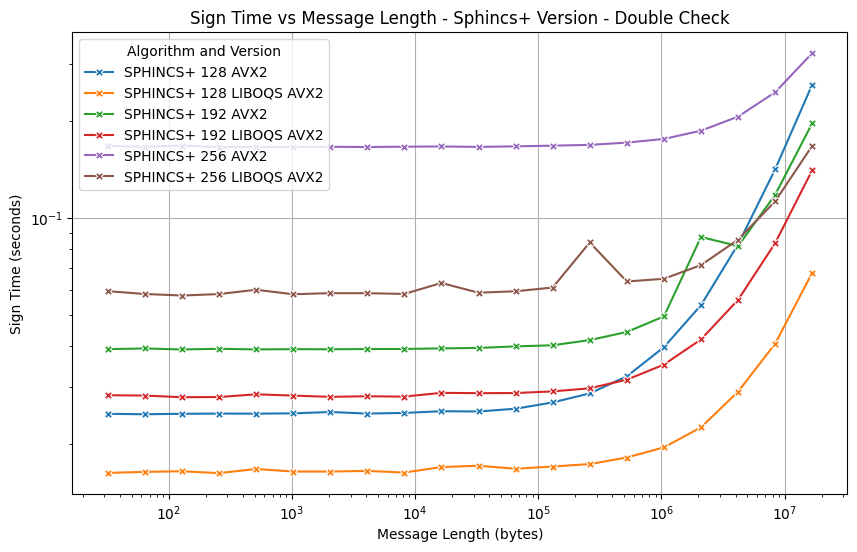 Sign Time vs Message Length - Sphincs+ Version - Double Check
Algorithm and Version
SPHINCS+ 128 AVX2
SPHINCS+ 128 LIBOQS AVX2
SPHINCS+ 192 AVX2
SPHINCS+ 192 LIBOQS AVX2
SPHINCS+ 256 AVX2
SPHINCS+ 256 LIBOQS AVX2
Sign Time (seconds)
10⁻¹
10² 10³ 10⁴ 10⁵ 10⁶ 10⁷
Message Length (bytes)